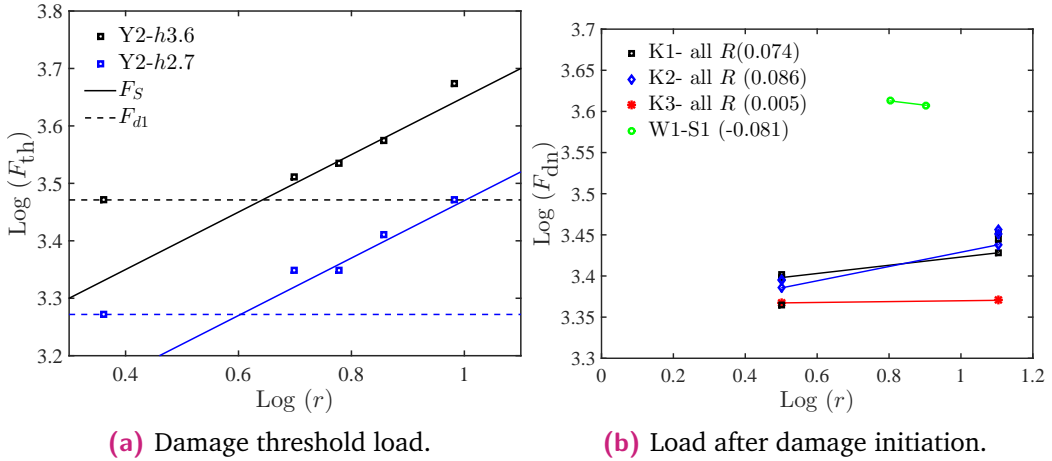 3.8
3.7
3.6
3.5
3.4
3.3
3.2
Log (F_th)
Y2-h3.6
Y2-h2.7
F_S
F_d1
0.4 0.6 0.8 1
Log (r)
(a) Damage threshold load.
3.7
3.65
3.6
3.55
3.5
3.45
3.4
3.35
3.3
Log (F_dn)
K1- all R(0.074)
K2- all R (0.086)
K3- all R (0.005)
W1-S1 (-0.081)
0 0.2 0.4 0.6 0.8 1 1.2
Log (r)
(b) Load after damage initiation.